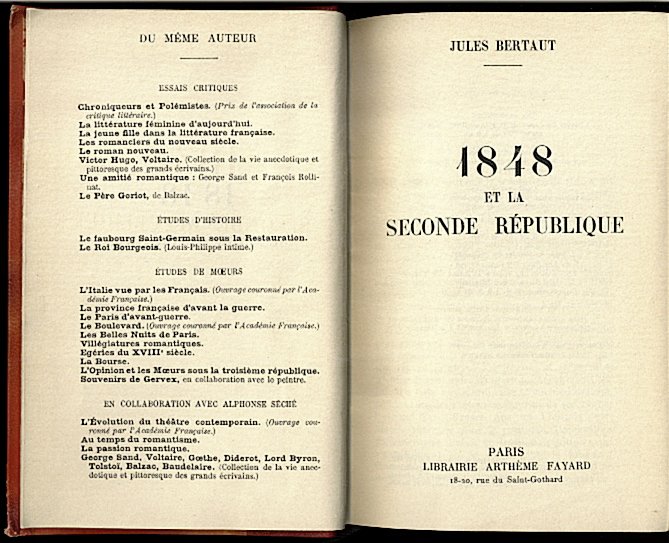 DU MÊME AUTEUR
ESSAIS CRITIQUES
Chroniqueurs et Polémistes. (Prix de l'association de la
critique littéraire.)
La littérature féminine d'aujourd'hui.
La jeune fille dans la littérature française.
Les romanciers du nouveau siècle.
Le roman nouveau.
Victor Hugo, Voltaire. (Collection de la vie anecdotique et
pittoresque des grands écrivains.)
Une amitié romantique : George Sand et François Rolli-
nat.
Le Père Goriot, de Balzac.
ÉTUDES D'HISTOIRE
Le faubourg Saint-Germain sous la Restauration.
Le Roi Bourgeois. (Louis-Philippe intime.)
ÉTUDES DE MŒURS
L'Italie vue par les Français. (Ouvrage couronné par l'Aca-
démie Française.)
La province française d'avant la guerre.
Le Paris d'avant-guerre.
Le Boulevard. (Ouvrage couronné par l'Académie Française.)
Les Belles Nuits de Paris.
Villégiatures romantiques.
Egéries du XVIIIe siècle.
La Bourse.
L'Opinion et les Mœurs sous la troisième république.
Souvenirs de Gervex, en collaboration avec le peintre.
EN COLLABORATION AVEC ALPHONSE SÉCHÉ
L'Évolution du théâtre contemporain. (Ouvrage cou-
ronné par l'Académie Française.)
Au temps du romantisme.
La passion romantique.
George Sand, Voltaire, Gœthe, Diderot, Lord Byron,
Tolstoï, Balzac, Baudelaire. (Collection de la vie anec-
dotique et pittoresque des grands écrivains.)
JULES BERTAUT
1848
ET LA
SECONDE RÉPUBLIQUE
PARIS
LIBRAIRIE ARTHÈME FAYARD
18-20, rue du Saint-Gothard